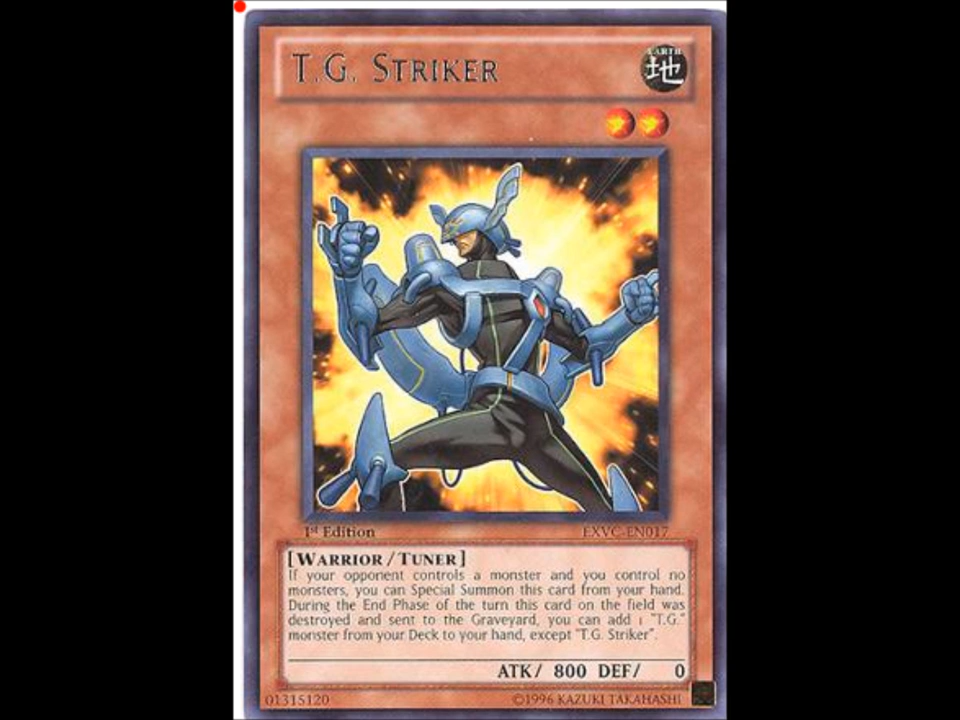 T.G. STRIKER
EARTH
地
1st Edition
EXVC-EN017
[WARRIOR/TUNER]
If your opponent controls a monster and you control no
monsters, you can Special Summon this card from your hand.
During the End Phase of the turn this card on the field was
destroyed and sent to the Graveyard, you can add 1 "T.G."
monster from your Deck to your hand, except "T.G. Striker".
ATK/ 800 DEF/ 0
01315120
©1996 KAZUKI TAKAHASHI